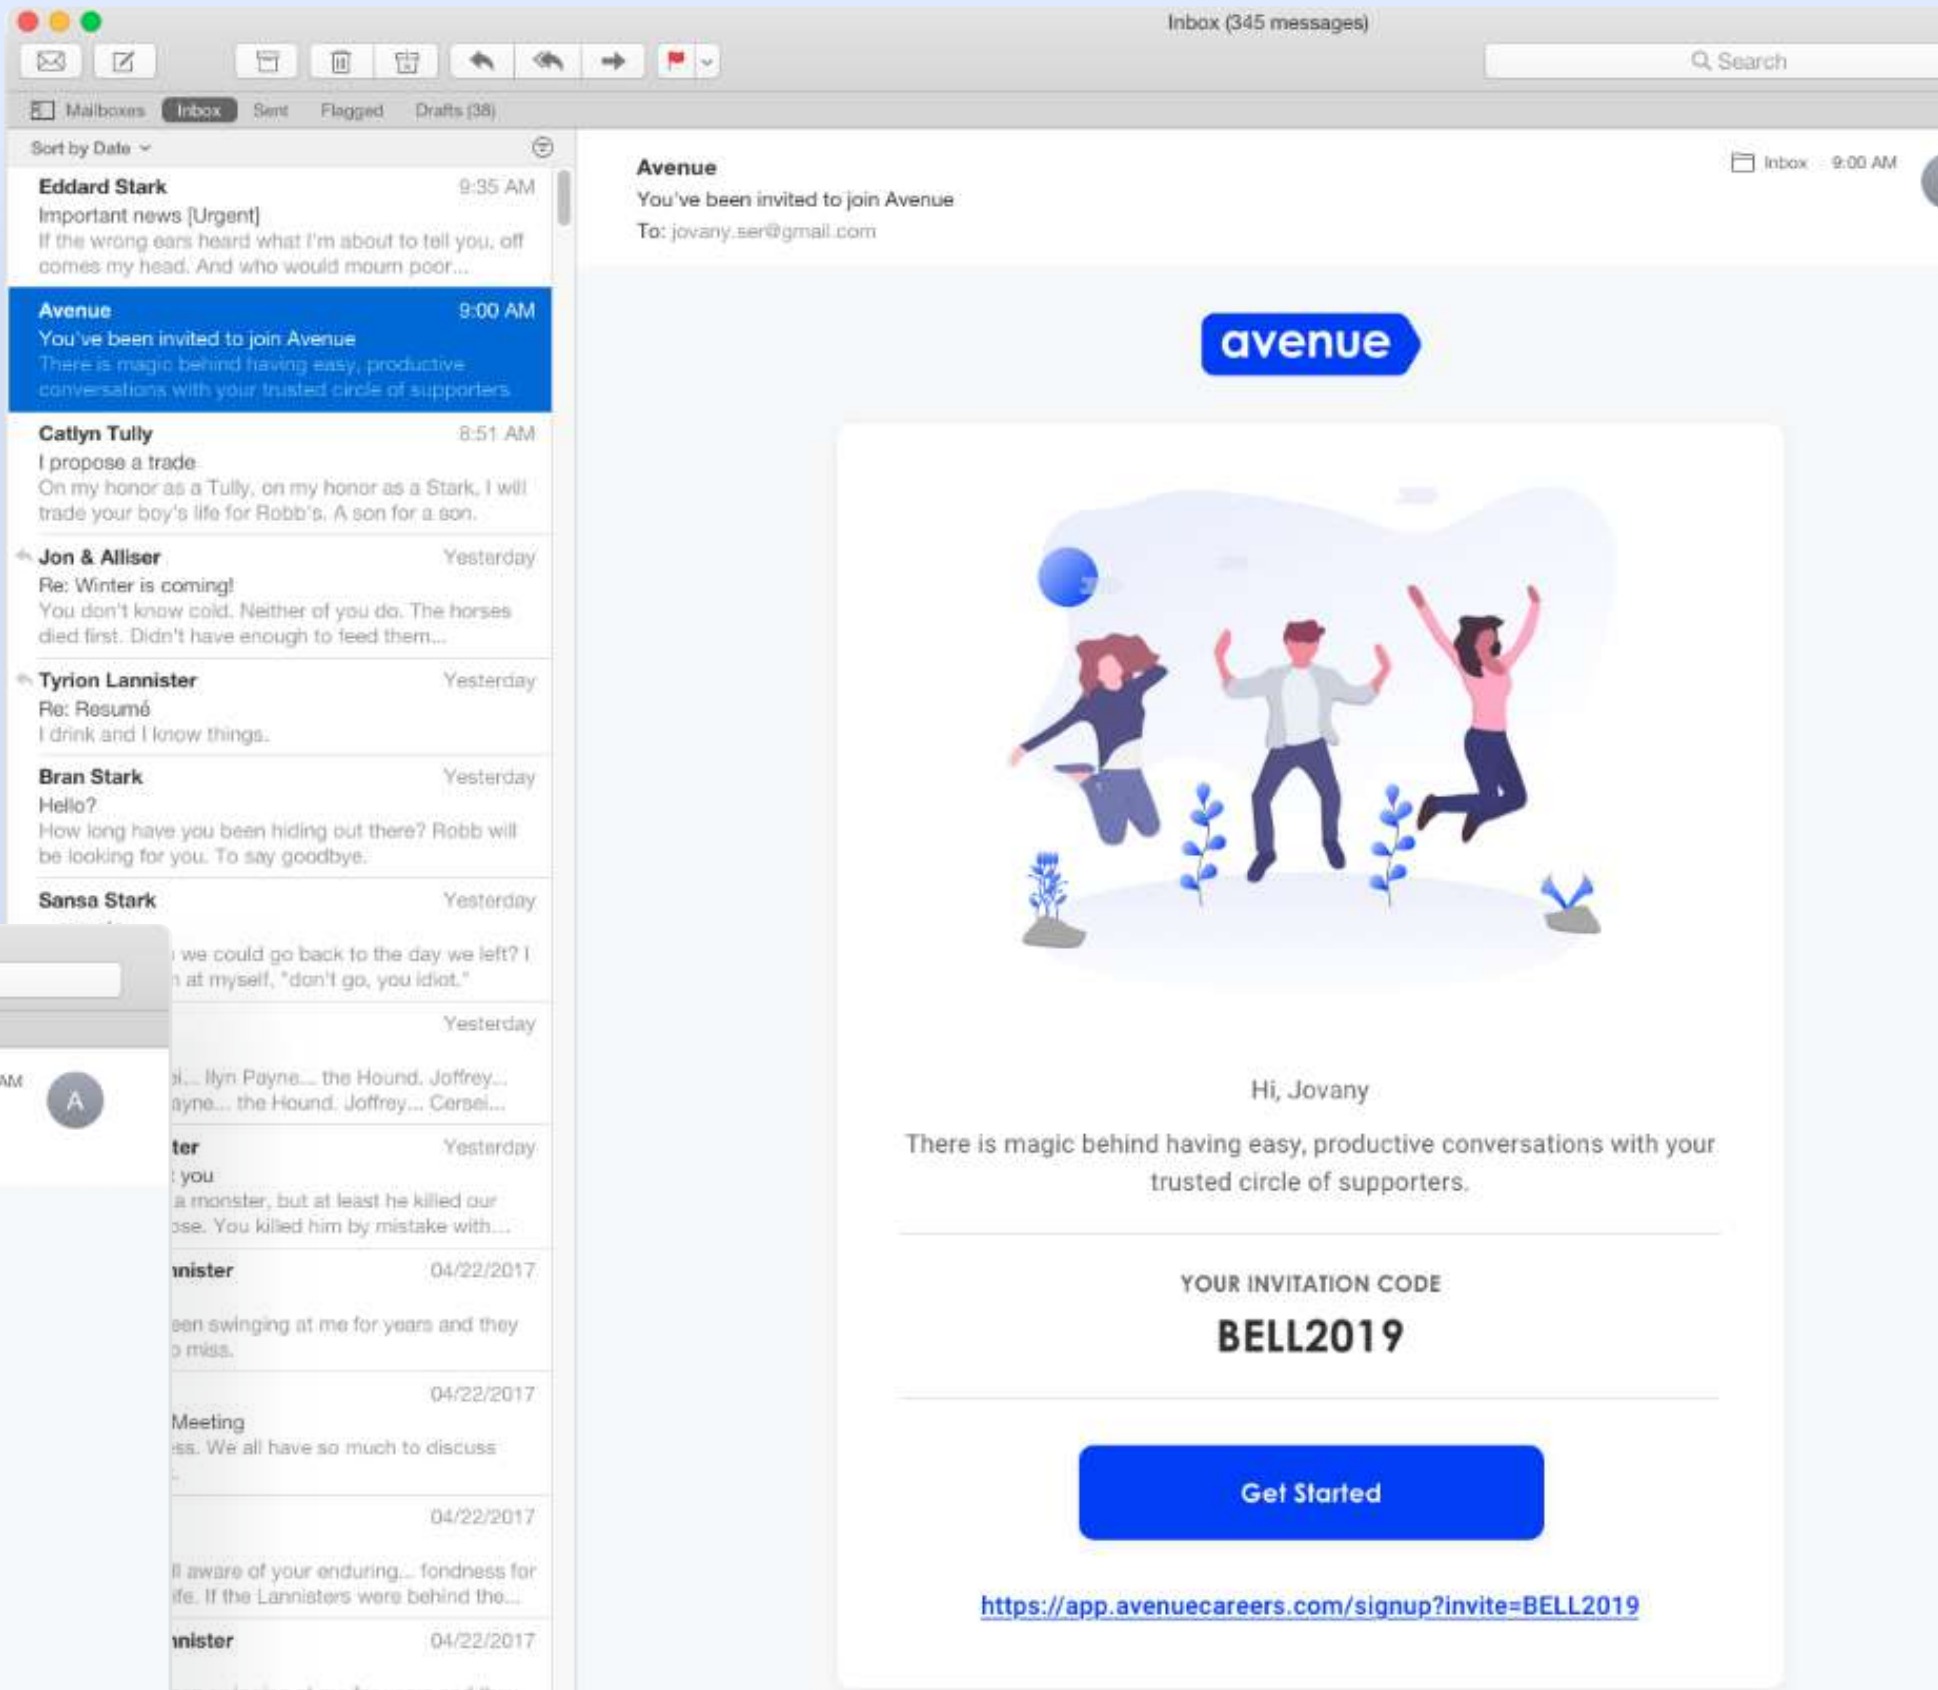 Inbox (345 messages)
Search
Mailboxes Inbox Sent Flagged Drafts (38)
Sort by Date
Eddard Stark 9:35 AM
Important news [Urgent]
If the wrong ears heard what I'm about to tell you, off
comes my head. And who would mourn poor...
Avenue 9:00 AM
You've been invited to join Avenue
There is magic behind having easy, productive
conversations with your trusted circle of supporters
Catlyn Tully 8:51 AM
I propose a trade
On my honor as a Tully, on my honor as a Stark, I will
trade your boy's life for Robb's. A son for a son.
Jon & Alliser Yesterday
Re: Winter is coming!
You don't know cold. Neither of you do. The horses
died first. Didn't have enough to feed them...
Tyrion Lannister Yesterday
Re: Resumé
I drink and I know things.
Bran Stark Yesterday
Hello?
How long have you been hiding out there? Robb will
be looking for you. To say goodbye.
Sansa Stark Yesterday
we could go back to the day we left? I
at myself, "don't go, you idiot."
Yesterday
... Ilyn Payne... the Hound. Joffrey...
ayne... the Hound. Joffrey... Cersei...
AM
A
ter Yesterday
you
a monster, but at least he killed our
ose. You killed him by mistake with...
nnister 04/22/2017
een swinging at me for years and they
o miss.
04/22/2017
Meeting
ess. We all have so much to discuss
04/22/2017
ll aware of your enduring... fondness for
ife. If the Lannisters were behind the...
nnister 04/22/2017
Avenue
You've been invited to join Avenue
To: jovany.ser@gmail.com
Inbox 9:00 AM
avenue
Hi, Jovany
There is magic behind having easy, productive conversations with your
trusted circle of supporters.
YOUR INVITATION CODE
BELL2019
Get Started
https://app.avenuecareers.com/signup?invite=BELL2019